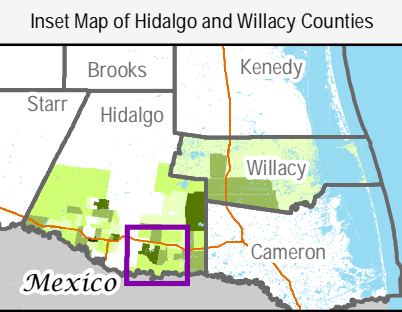 Inset Map of Hidalgo and Willacy Counties
Brooks
Kenedy
Starr
Hidalgo
Willacy
Cameron
Mexico